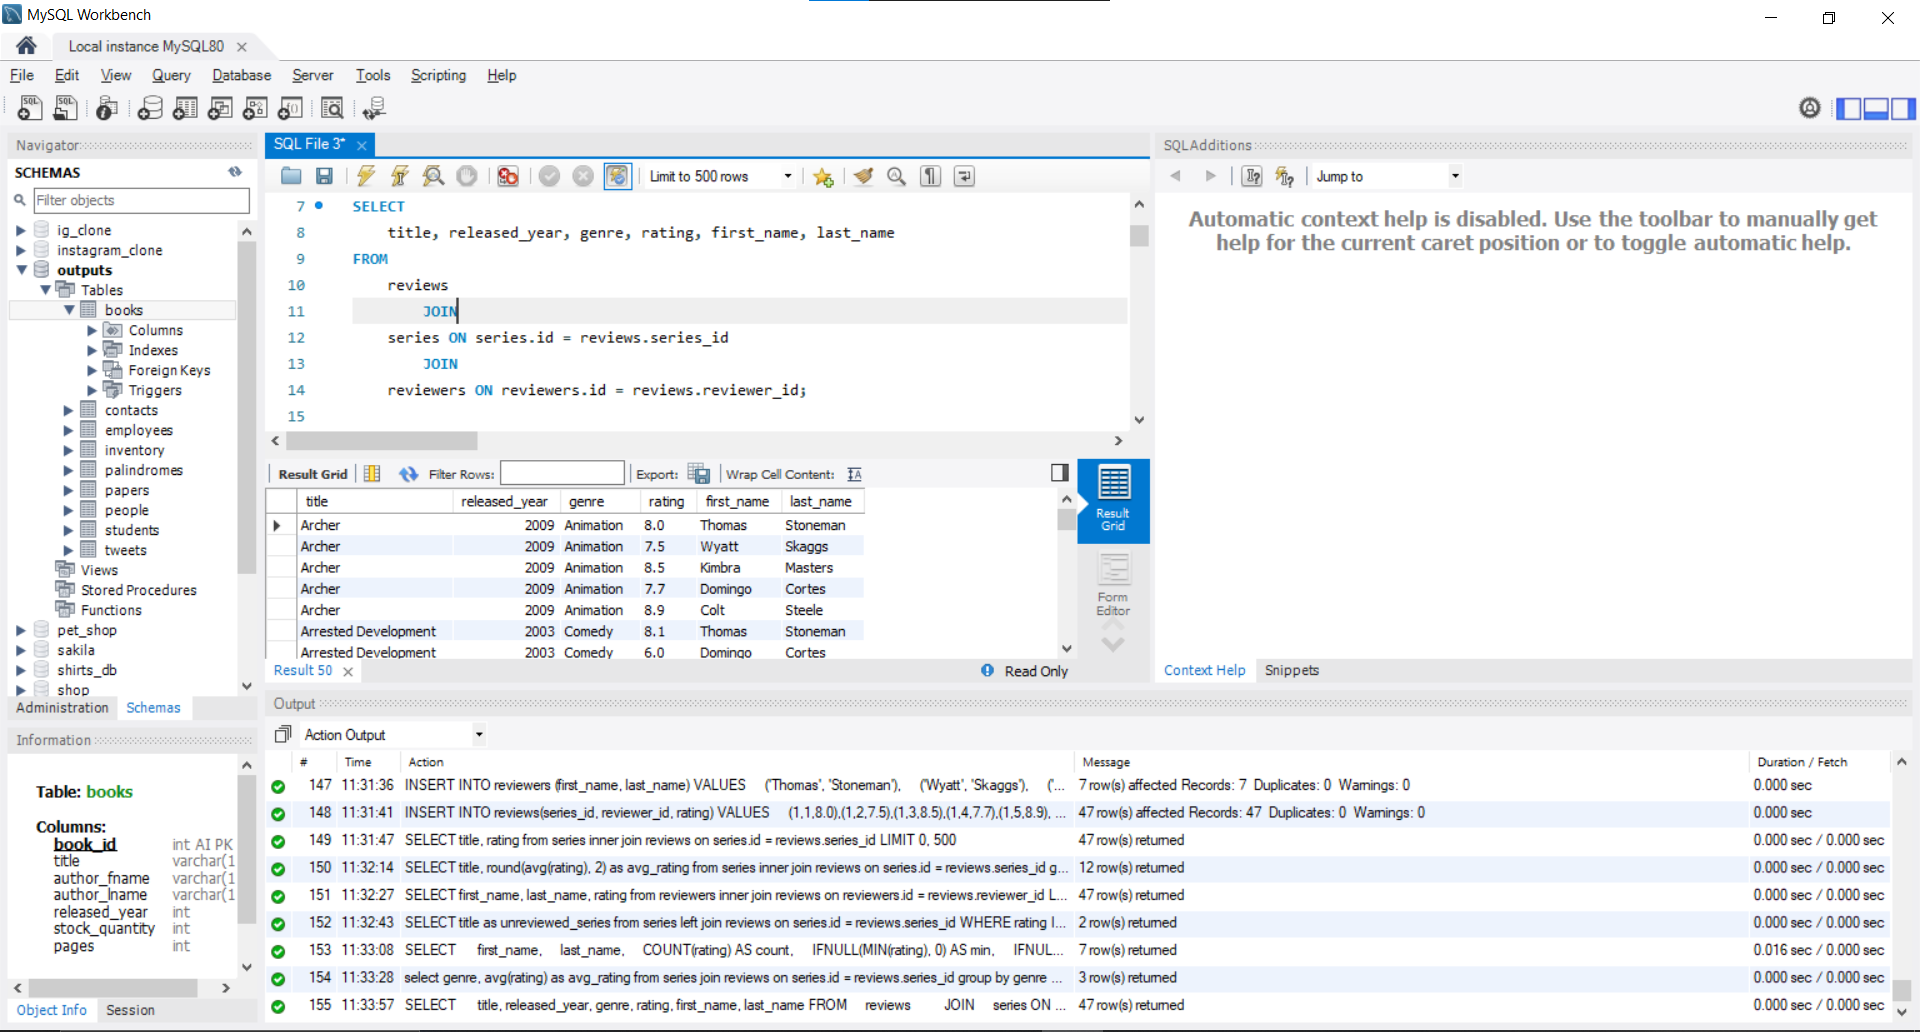 MySQL Workbench
Local instance MySQL80
File Edit View Query Database Server Tools Scripting Help
Navigator
SCHEMAS
Filter objects
ig_clone
instagram_clone
outputs
Tables
books
Columns
Indexes
Foreign Keys
Triggers
contacts
employees
inventory
palindromes
papers
people
students
tweets
Views
Stored Procedures
Functions
pet_shop
sakila
shirts_db
shop
Administration Schemas
Information
Table: books
Columns:
book_id int AI PK
title varchar(1
author_fname varchar(1
author_lname varchar(1
released_year int
stock_quantity int
pages int
Object Info Session
SQL File 3*
Limit to 500 rows
7 SELECT
8 title, released_year, genre, rating, first_name, last_name
9 FROM
10 reviews
11 JOIN
12 series ON series.id = reviews.series_id
13 JOIN
14 reviewers ON reviewers.id = reviews.reviewer_id;
15
Result Grid Filter Rows: Export: Wrap Cell Content:
title released_year genre rating first_name last_name
Archer 2009 Animation 8.0 Thomas Stoneman
Archer 2009 Animation 7.5 Wyatt Skaggs
Archer 2009 Animation 8.5 Kimbra Masters
Archer 2009 Animation 7.7 Domingo Cortes
Archer 2009 Animation 8.9 Colt Steele
Arrested Development 2003 Comedy 8.1 Thomas Stoneman
Arrested Development 2003 Comedy 6.0 Domingo Cortes
Result
Grid
Form
Editor
Result 50
Read Only
SQLAdditions
Jump to
Automatic context help is disabled. Use the toolbar to manually get
help for the current caret position or to toggle automatic help.
Context Help Snippets
Output
Action Output
# Time Action Message Duration / Fetch
147 11:31:36 INSERT INTO reviewers (first_name, last_name) VALUES ('Thomas', 'Stoneman'), ('Wyatt', 'Skaggs'), ('... 7 row(s) affected Records: 7 Duplicates: 0 Warnings: 0 0.000 sec
148 11:31:41 INSERT INTO reviews(series_id, reviewer_id, rating) VALUES (1,1,8.0),(1,2,7.5),(1,3,8.5),(1,4,7.7),(1,5,8.9), ... 47 row(s) affected Records: 47 Duplicates: 0 Warnings: 0 0.000 sec
149 11:31:47 SELECT title, rating from series inner join reviews on series.id = reviews.series_id LIMIT 0, 500 47 row(s) returned 0.000 sec / 0.000 sec
150 11:32:14 SELECT title, round(avg(rating), 2) as avg_rating from series inner join reviews on series.id = reviews.series_id g... 12 row(s) returned 0.000 sec / 0.000 sec
151 11:32:27 SELECT first_name, last_name, rating from reviewers inner join reviews on reviewers.id = reviews.reviewer_id L... 47 row(s) returned 0.000 sec / 0.000 sec
152 11:32:43 SELECT title as unreviewed_series from series left join reviews on series.id = reviews.series_id WHERE rating I... 2 row(s) returned 0.000 sec / 0.000 sec
153 11:33:08 SELECT first_name, last_name, COUNT(rating) AS count, IFNULL(MIN(rating), 0) AS min, IFNUL... 7 row(s) returned 0.016 sec / 0.000 sec
154 11:33:28 select genre, avg(rating) as avg_rating from series join reviews on series.id = reviews.series_id group by genre ... 3 row(s) returned 0.000 sec / 0.000 sec
155 11:33:57 SELECT title, released_year, genre, rating, first_name, last_name FROM reviews JOIN series ON ... 47 row(s) returned 0.000 sec / 0.000 sec